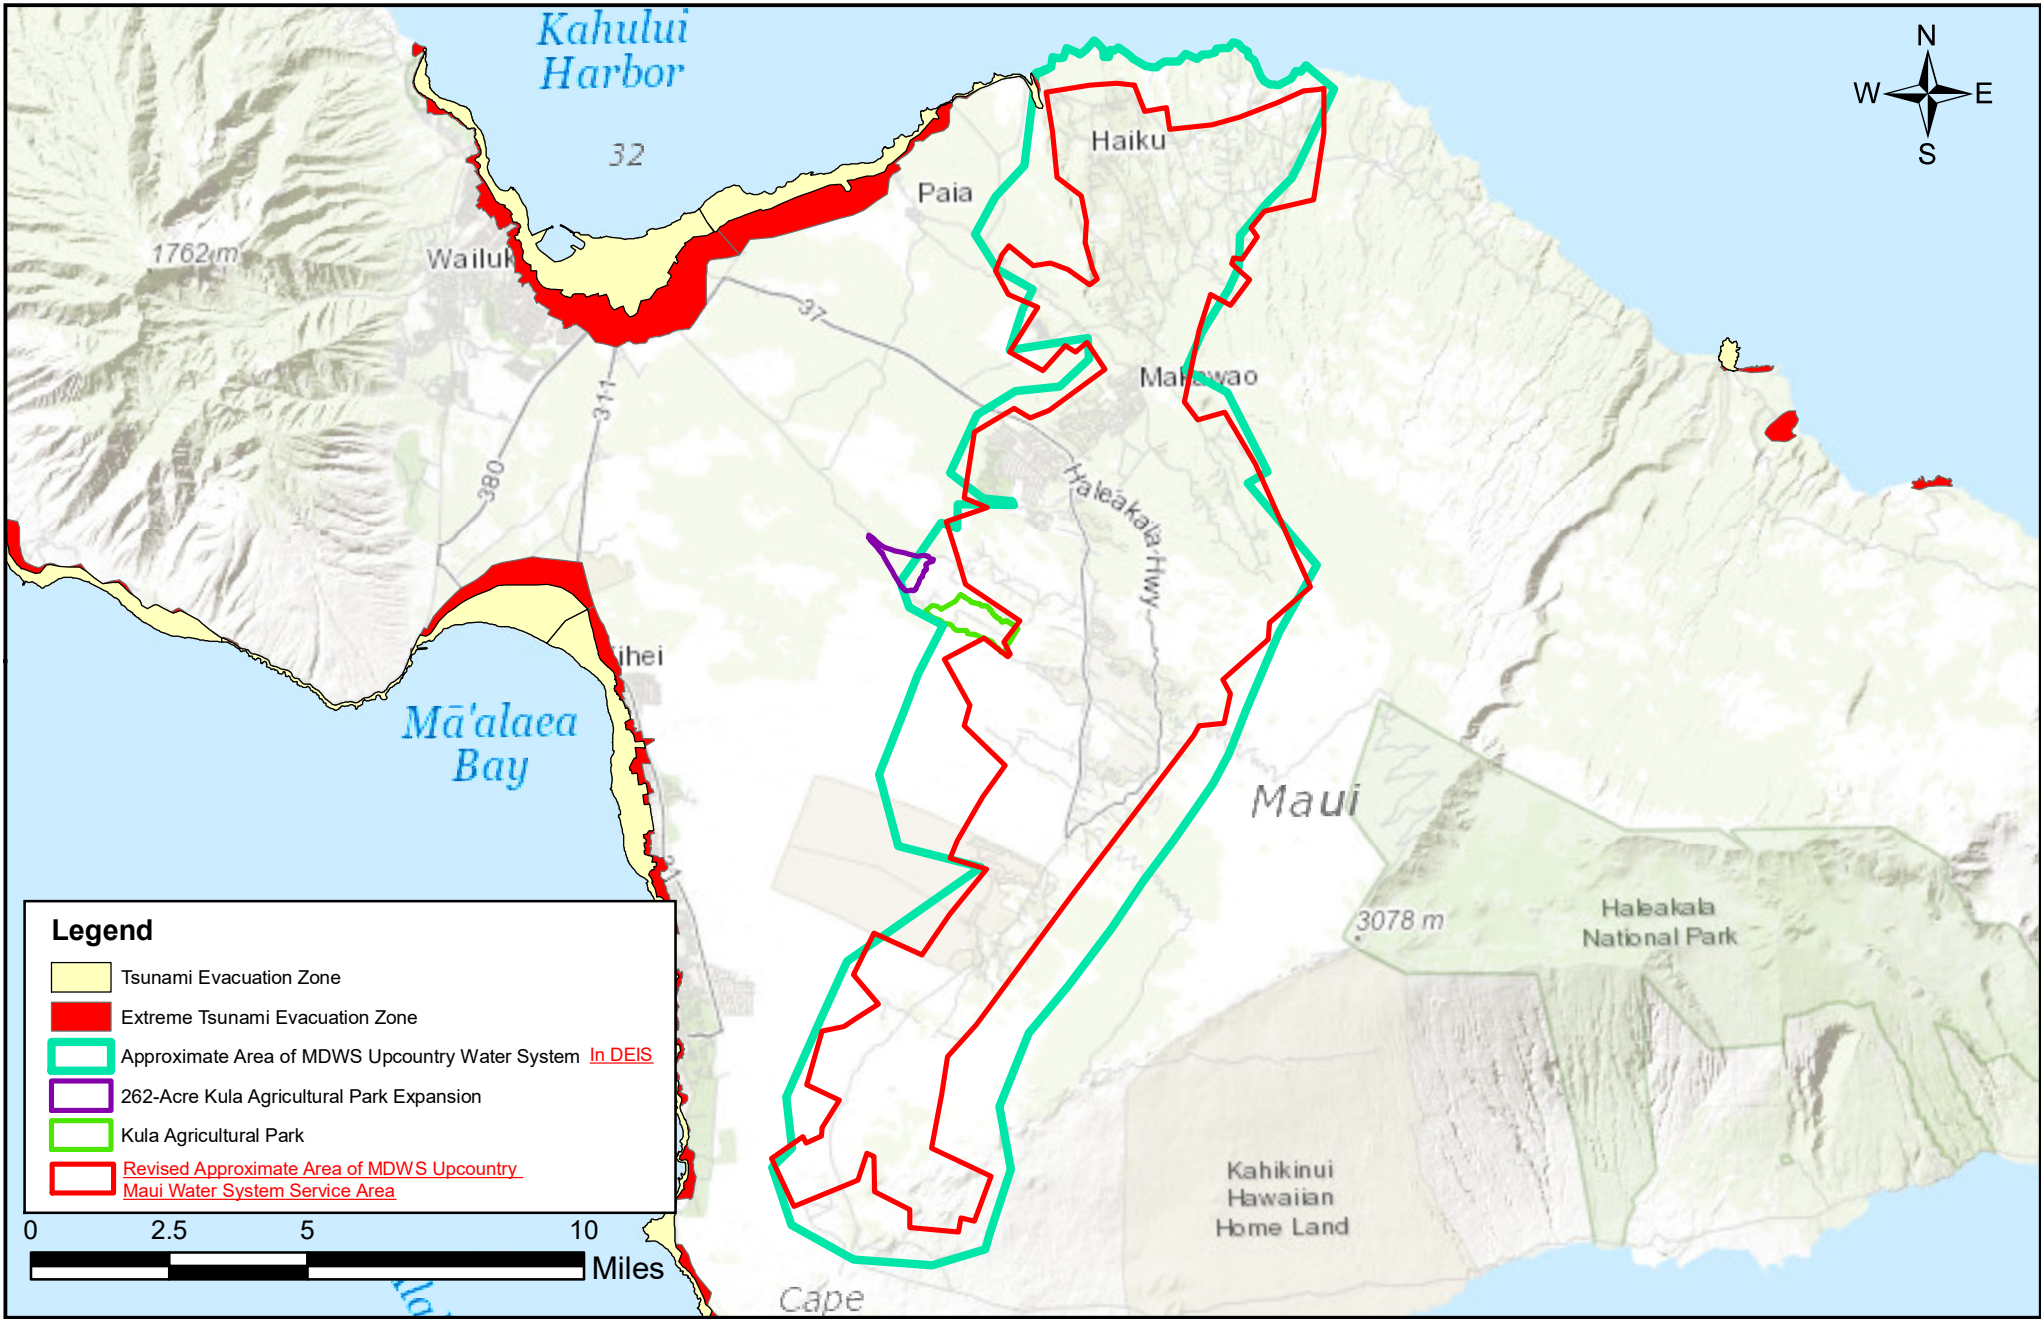 Kahului
Harbor
32
N
W E
S
Haiku
Paia
1762 m
Wailuk
37
311
Makawao
380
Haleakala Hwy
ihei
Mā'alaea
Bay
Maui
3078 m
Haleakala
National Park
Legend
Tsunami Evacuation Zone
Extreme Tsunami Evacuation Zone
Approximate Area of MDWS Upcountry Water System In DEIS
262-Acre Kula Agricultural Park Expansion
Kula Agricultural Park
Revised Approximate Area of MDWS Upcountry
Maui Water System Service Area
Kahikinui
Hawaiian
Home Land
0 2.5 5 10
Miles
Cape